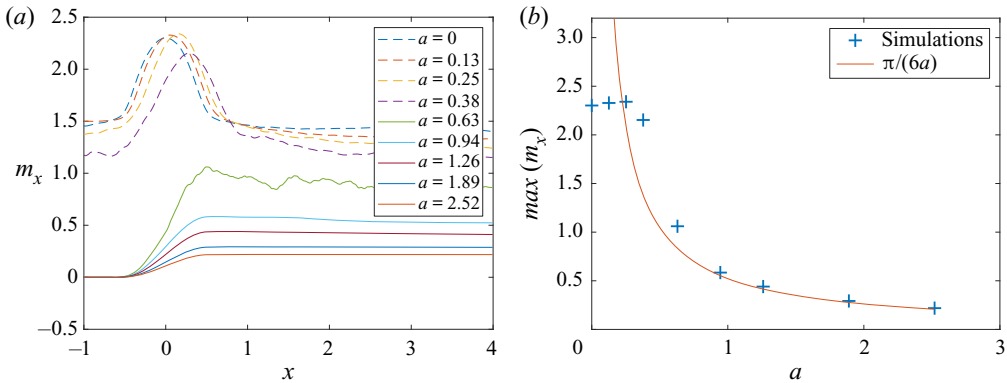 (a)
2.5
2.0
1.5
1.0
0.5
0
−0.5
m_x
−1
0
1
2
3
4
x
a = 0
a = 0.13
a = 0.25
a = 0.38
a = 0.63
a = 0.94
a = 1.26
a = 1.89
a = 2.52
(b)
3.0
2.5
2.0
1.5
1.0
0.5
max (m_x)
0
1
2
3
a
Simulations
π/(6a)